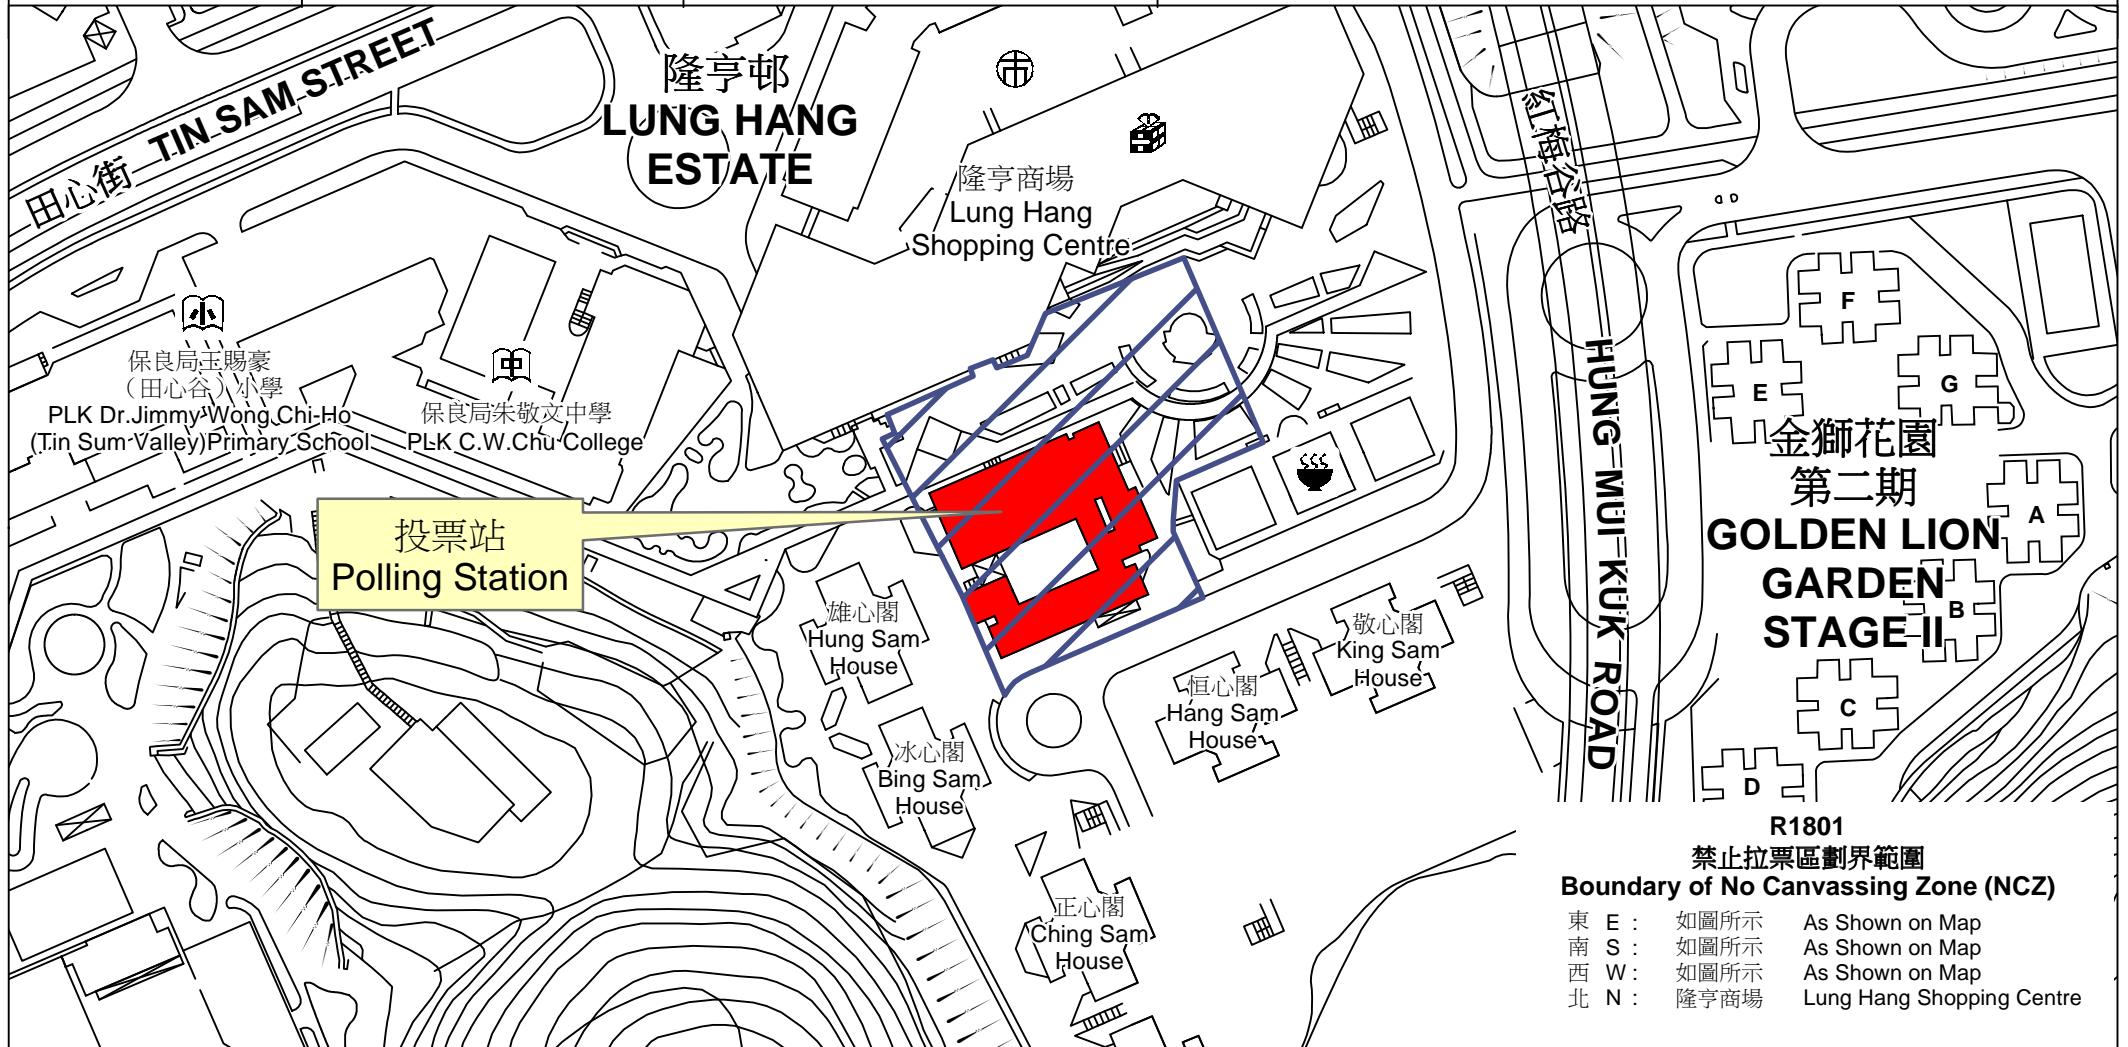 田心街 TIN SAM STREET
隆亨邨
LUNG HANG
ESTATE
市
隆亨商場
Lung Hang
Shopping Centre
紅梅谷路
HUNG MUI KUK ROAD
小
保良局王賜豪
（田心谷）小學
PLK Dr.Jimmy Wong Chi-Ho
(Tin Sum Valley)Primary School
中
保良局朱敬文中學
PLK C.W.Chu College
投票站
Polling Station
雄心閣
Hung Sam
House
冰心閣
Bing Sam
House
正心閣
Ching Sam
House
恒心閣
Hang Sam
House
敬心閣
King Sam
House
F
E
G
金獅花園
第二期
GOLDEN LION
GARDEN
STAGE II
A
B
C
D
R1801
禁止拉票區劃界範圍
Boundary of No Canvassing Zone (NCZ)
東 E : 如圖所示 As Shown on Map
南 S : 如圖所示 As Shown on Map
西 W : 如圖所示 As Shown on Map
北 N : 隆亨商場 Lung Hang Shopping Centre